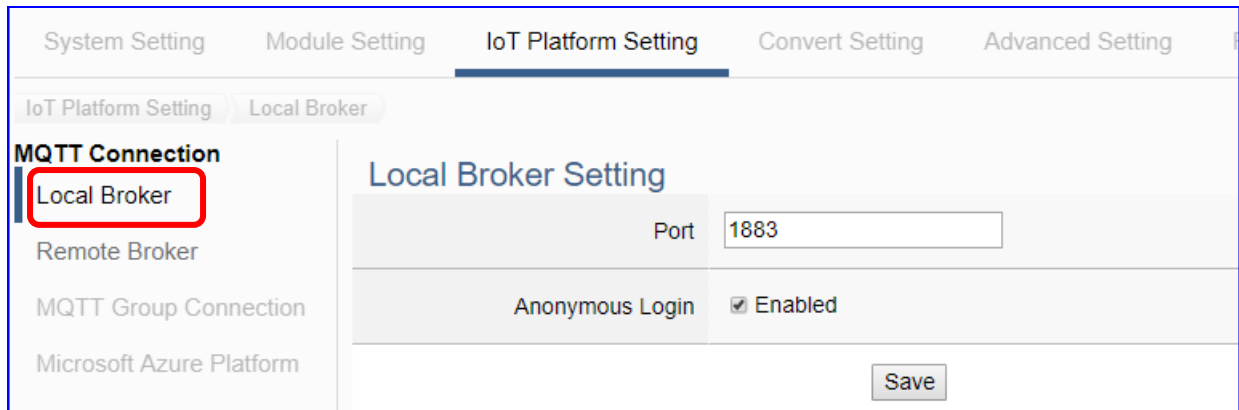 System Setting Module Setting IoT Platform Setting Convert Setting Advanced Setting
IoT Platform Setting Local Broker
MQTT Connection
Local Broker
Remote Broker
MQTT Group Connection
Microsoft Azure Platform
Local Broker Setting
Port 1883
Anonymous Login Enabled
Save